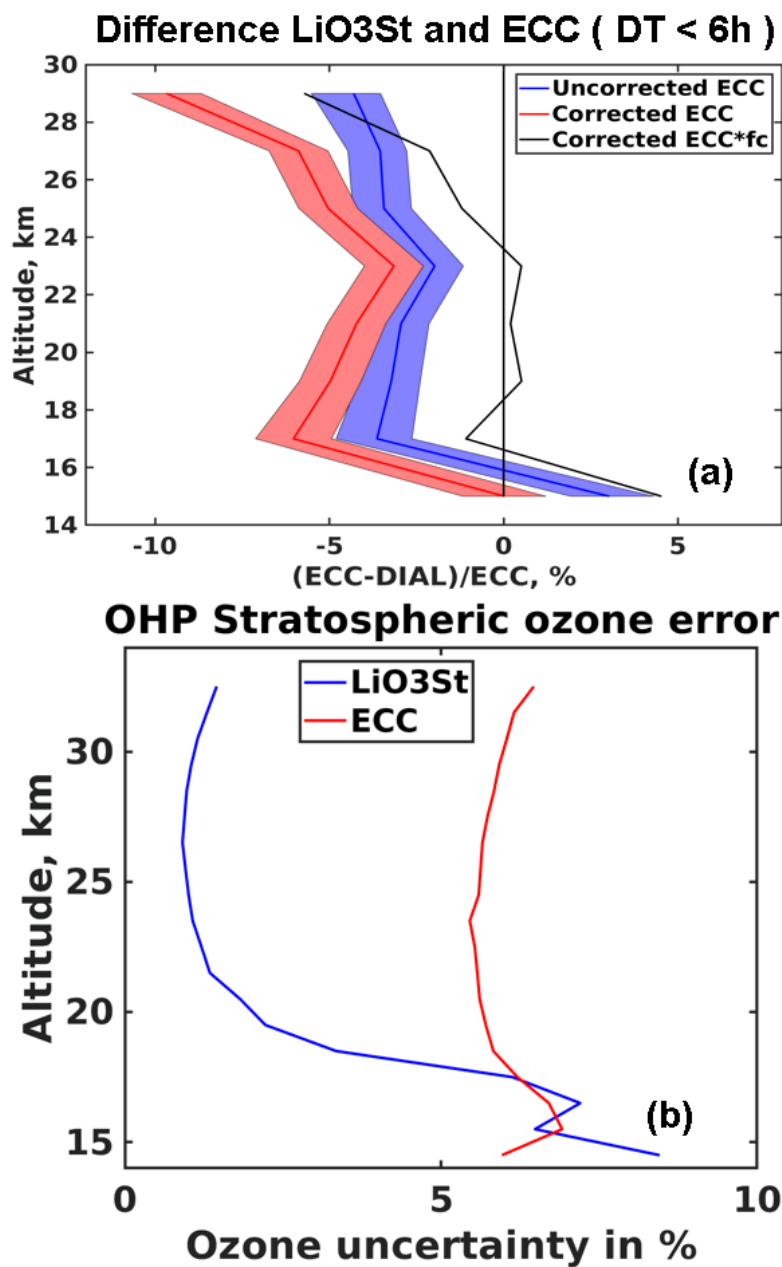 Difference LiO3St and ECC ( DT < 6h )
30
28
26
24
22
20
18
16
14
Altitude, km
Uncorrected ECC
Corrected ECC
Corrected ECC*fc
(a)
-10
-5
0
5
(ECC-DIAL)/ECC, %
OHP Stratospheric ozone error
LiO3St
ECC
30
25
20
15
Altitude, km
(b)
0
5
10
Ozone uncertainty in %